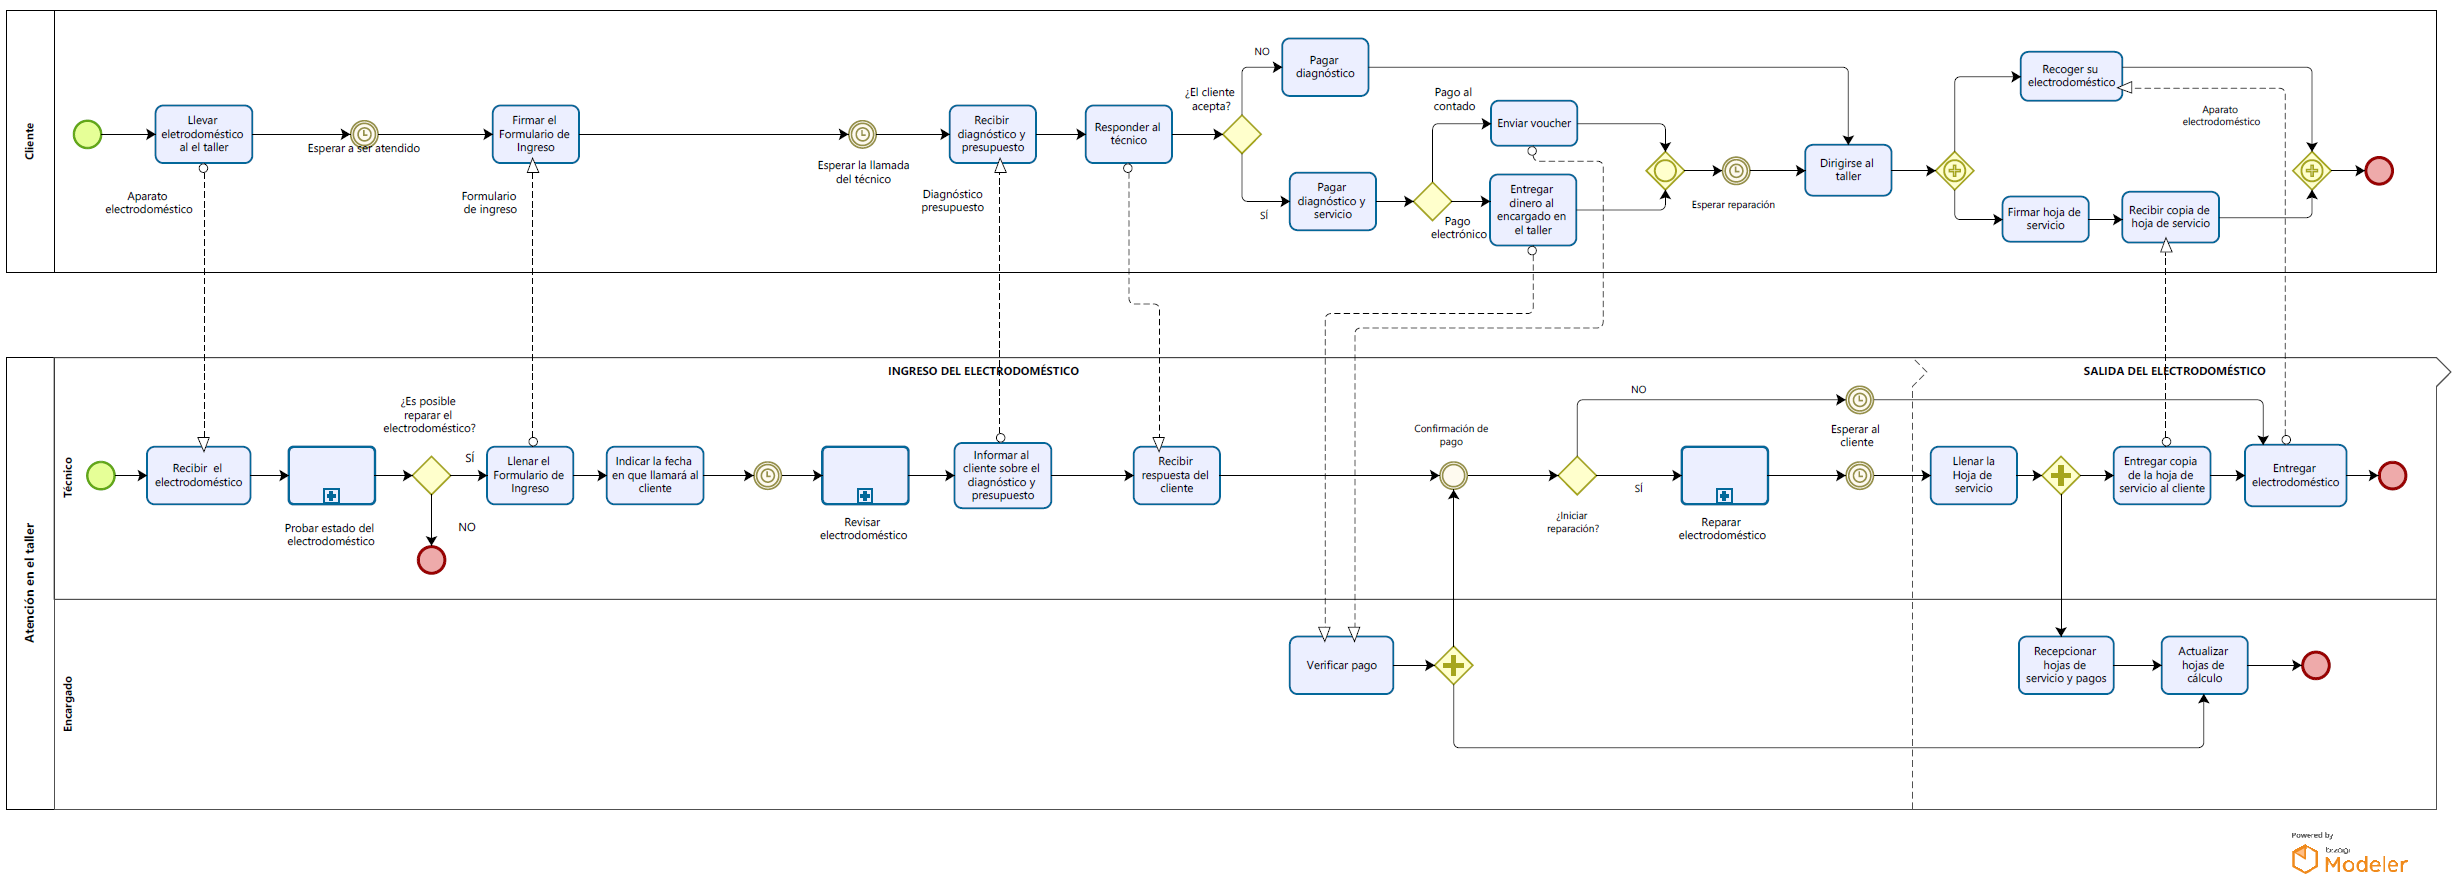 Cliente
Llevar
eletrodoméstico
al el taller
Aparato
electrodoméstico
Esperar a ser atendido
Firmar el
Formulario de
Ingreso
Formulario
de ingreso
Esperar la llamada
del técnico
Recibir
diagnóstico y
presupuesto
Diagnóstico
presupuesto
Responder al
técnico
¿El cliente
acepta?
NO
Pagar
diagnóstico
SÍ
Pagar
diagnóstico y
servicio
Pago al
contado
Enviar voucher
Pago
electrónico
Entregar
dinero al
encargado en
el taller
Esperar reparación
Dirigirse al
taller
Recoger su
electrodoméstico
Aparato
electrodoméstico
Firmar hoja de
servicio
Recibir copia de
hoja de servicio
Atención en el taller
INGRESO DEL ELECTRODOMÉSTICO
SALIDA DEL ELECTRODOMÉSTICO
Técnico
Recibir el
electrodoméstico
Probar estado del
electrodoméstico
¿Es posible
reparar el
electrodoméstico?
SÍ
NO
Llenar el
Formulario de
Ingreso
Indicar la fecha
en que llamará al
cliente
Revisar
electrodoméstico
Informar al
cliente sobre el
diagnóstico y
presupuesto
Recibir
respuesta del
cliente
Confirmación de
pago
¿Iniciar
reparación?
NO
SÍ
Reparar
electrodoméstico
Esperar al
cliente
Llenar la
Hoja de
servicio
Entregar copia
de la hoja de
servicio al cliente
Entregar
electrodoméstico
Encargado
Verificar pago
Recepcionar
hojas de
servicio y pagos
Actualizar
hojas de
cálculo
Powered by
bizagi
Modeler